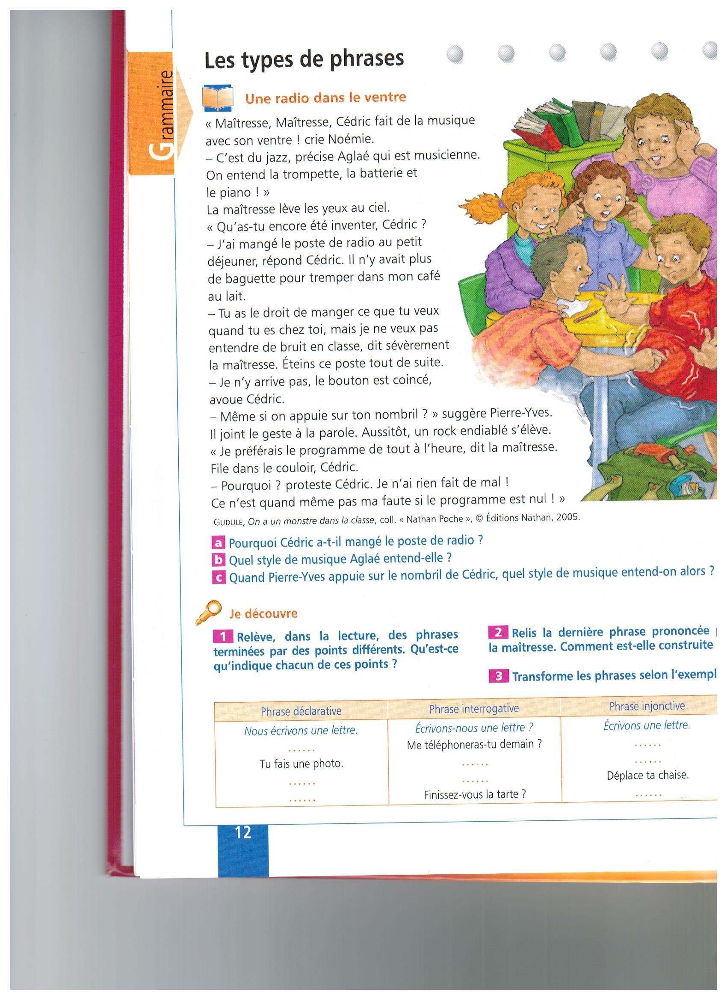 Grammaire
Les types de phrases
Une radio dans le ventre
« Maîtresse, Maîtresse, Cédric fait de la musique
avec son ventre ! crie Noémie.
– C'est du jazz, précise Aglaé qui est musicienne.
On entend la trompette, la batterie et
le piano ! »
La maîtresse lève les yeux au ciel.
« Qu'as-tu encore été inventer, Cédric ?
– J'ai mangé le poste de radio au petit
déjeuner, répond Cédric. Il n'y avait plus
de baguette pour tremper dans mon café
au lait.
– Tu as le droit de manger ce que tu veux
quand tu es chez toi, mais je ne veux pas
entendre de bruit en classe, dit sévèrement
la maîtresse. Éteins ce poste tout de suite.
– Je n'y arrive pas, le bouton est coincé,
avoue Cédric.
– Même si on appuie sur ton nombril ? » suggère Pierre-Yves.
Il joint le geste à la parole. Aussitôt, un rock endiablé s'élève.
« Je préférais le programme de tout à l'heure, dit la maîtresse.
File dans le couloir, Cédric.
– Pourquoi ? proteste Cédric. Je n'ai rien fait de mal !
Ce n'est quand même pas ma faute si le programme est nul ! »
GUDULE, On a un monstre dans la classe, coll. « Nathan Poche », © Éditions Nathan, 2005.
a Pourquoi Cédric a-t-il mangé le poste de radio ?
b Quel style de musique Aglaé entend-elle ?
c Quand Pierre-Yves appuie sur le nombril de Cédric, quel style de musique entend-on alors ?
Je découvre
1 Relève, dans la lecture, des phrases
terminées par des points différents. Qu'est-ce
qu'indique chacun de ces points ?
2 Relis la dernière phrase prononcée
la maîtresse. Comment est-elle construite
3 Transforme les phrases selon l'exempl
Phrase déclarative Phrase interrogative Phrase injonctive
Nous écrivons une lettre. Écrivons-nous une lettre ? Écrivons une lettre.
...... Me téléphoneras-tu demain ? ......
Tu fais une photo. ...... ......
...... ...... Déplace ta chaise.
...... Finissez-vous la tarte ? ......
12